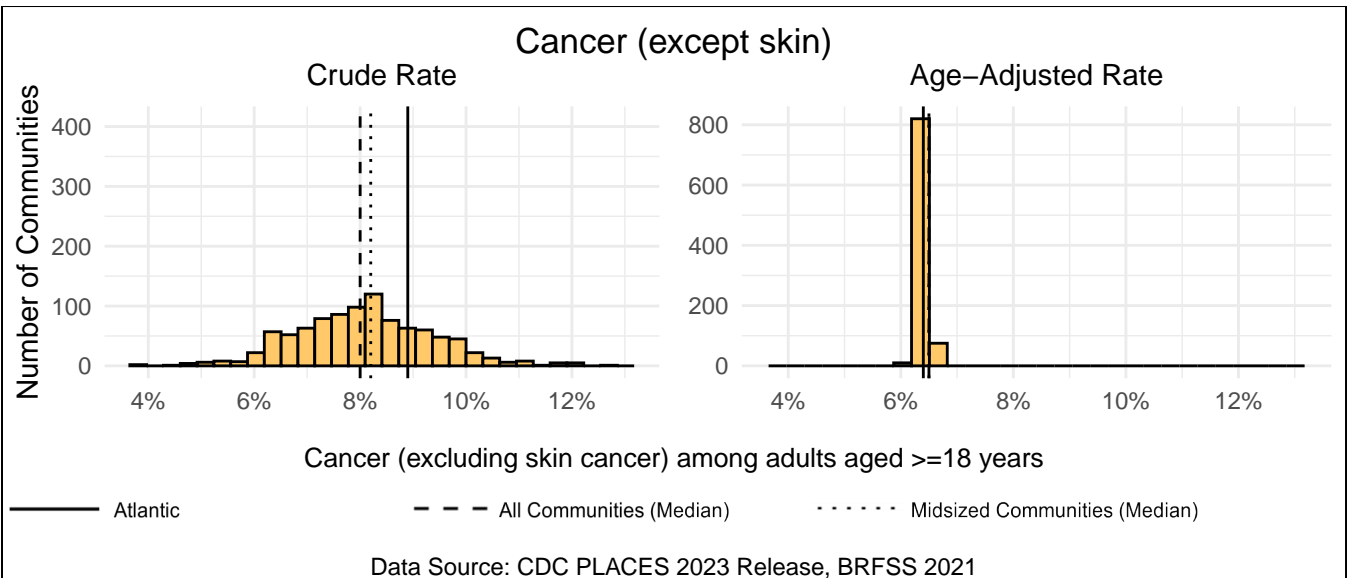 Cancer (except skin)
Crude Rate
Age−Adjusted Rate
Number of Communities
400
300
200
100
0
4%
6%
8%
10%
12%
800
600
400
200
0
4%
6%
8%
10%
12%
Cancer (excluding skin cancer) among adults aged >=18 years
Atlantic
All Communities (Median)
Midsized Communities (Median)
Data Source: CDC PLACES 2023 Release, BRFSS 2021